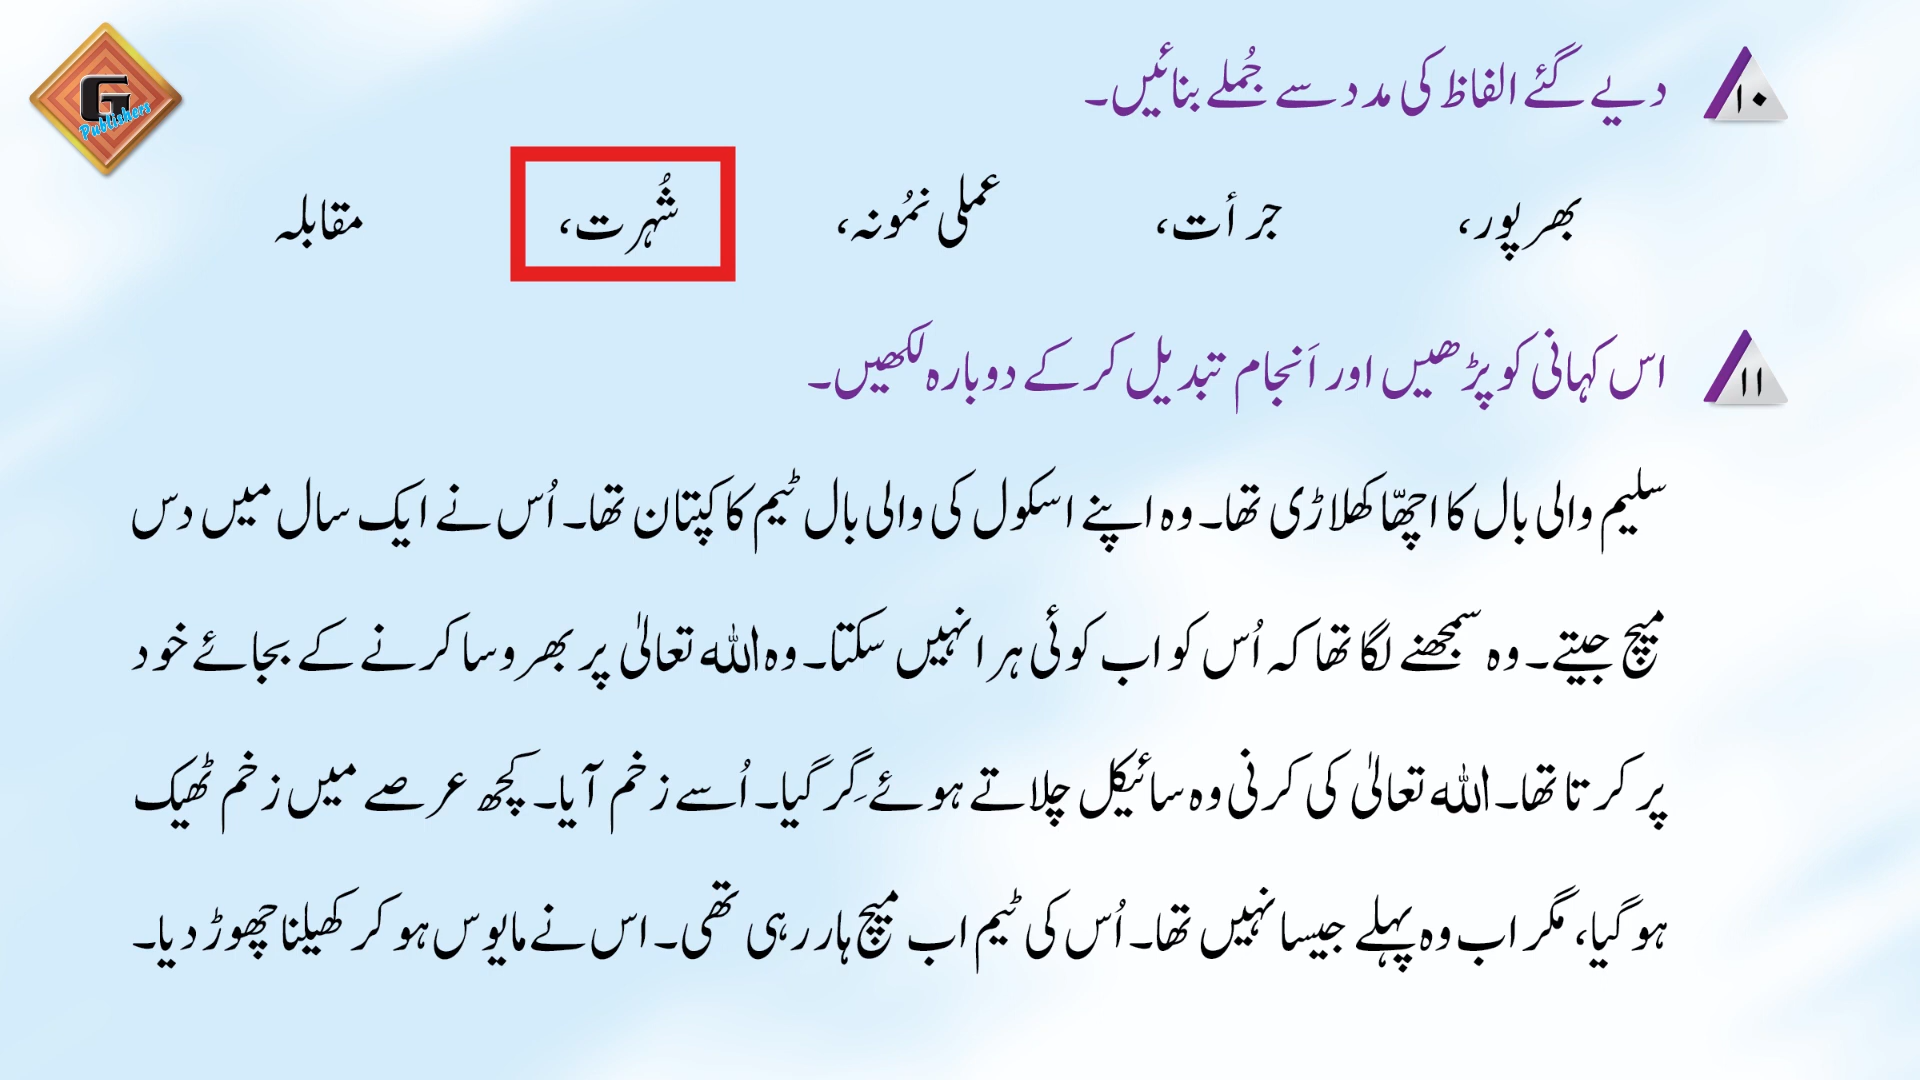 G
Publishers
۱۰ دیے گئے الفاظ کی مدد سے جُملے بنائیں۔
بھرپور، جرأت، عملی نمُونہ، شُہرت، مقابلہ
۱۱ اس کہانی کو پڑھیں اور اَنجام تبدیل کر کے دوبارہ لکھیں۔
سلیم والی بال کا اچھّا کھلاڑی تھا۔ وہ اپنے اسکول کی والی بال ٹیم کا کپتان تھا۔ اُس نے ایک سال میں دس
میچ جیتے۔ وہ سمجھنے لگا تھا کہ اُس کو اب کوئی ہرا نہیں سکتا۔ وہ اللہ تعالیٰ پر بھروسا کرنے کے بجائے خود
پر کرتا تھا۔ اللہ تعالیٰ کی کرنی وہ سائیکل چلاتے ہوئے گِر گیا۔ اُسے زخم آیا۔ کچھ عرصے میں زخم ٹھیک
ہوگیا، مگر اب وہ پہلے جیسا نہیں تھا۔ اُس کی ٹیم اب میچ ہار رہی تھی۔ اس نے مایوس ہو کر کھیلنا چھوڑ دیا۔